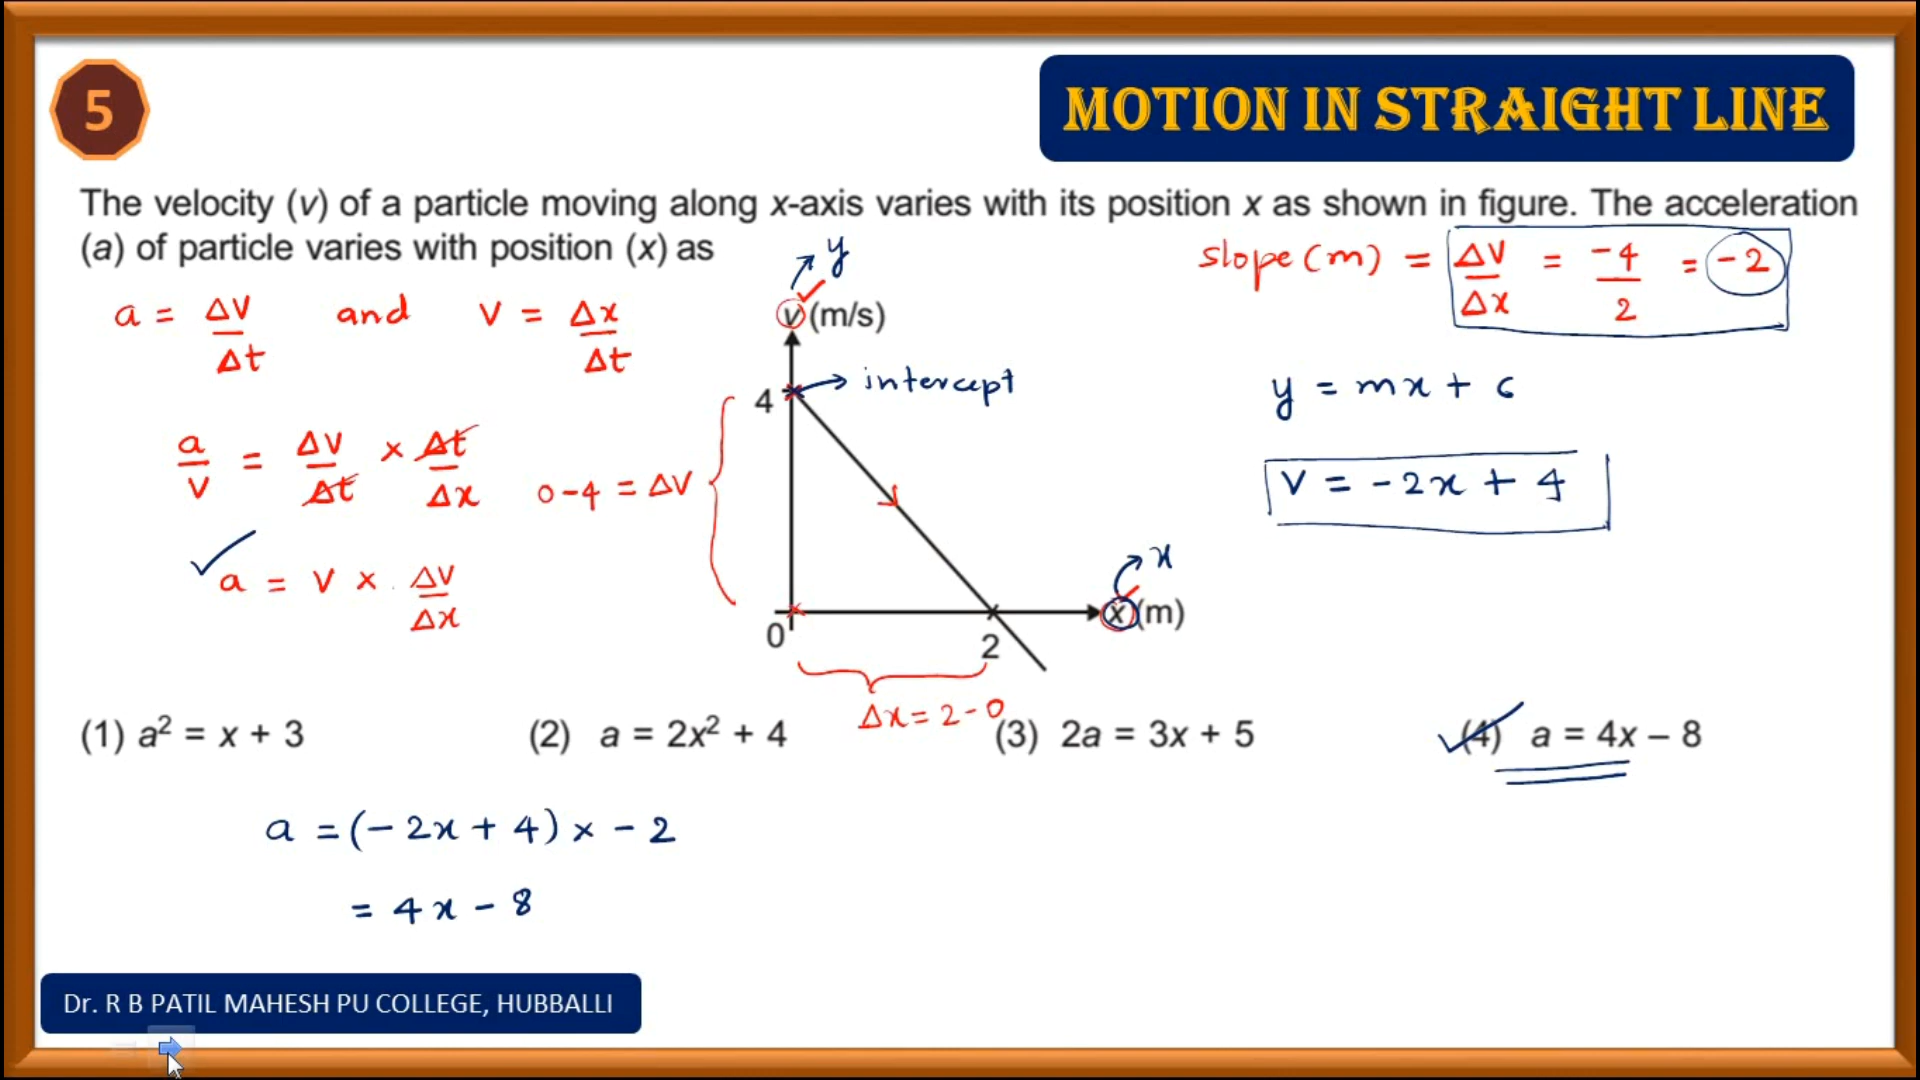 5
MOTION IN STRAIGHT LINE
The velocity (v) of a particle moving along x-axis varies with its position x as shown in figure. The acceleration
(a) of particle varies with position (x) as
slope(m) = ΔV/Δx = -4/2 = -2
a = ΔV/Δt and V = Δx/Δt
y
v (m/s)
4
intercept
y = mx + c
a/V = ΔV/Δt × Δt/Δx
0-4 = ΔV
V = -2x + 4
a = V × ΔV/Δx
x
x (m)
0
2
Δx = 2-0
(1) a² = x + 3
(2) a = 2x² + 4
(3) 2a = 3x + 5
(4) a = 4x – 8
a = (-2x + 4) × -2
= 4x - 8
Dr. R B PATIL MAHESH PU COLLEGE, HUBBALLI